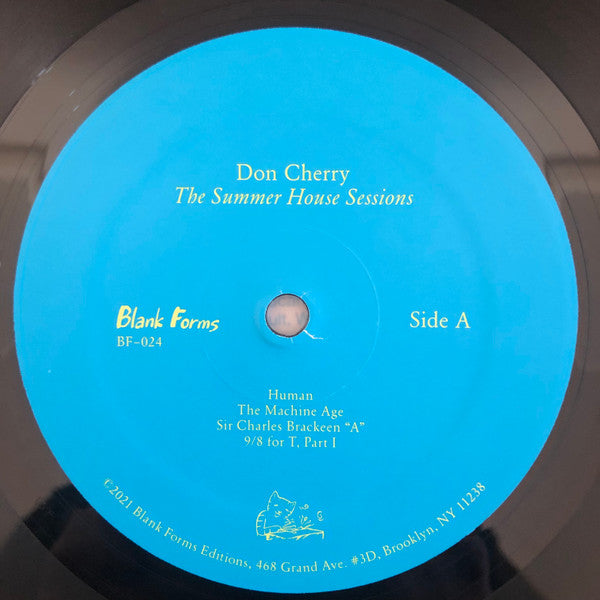 Don Cherry
The Summer House Sessions
Blank Forms
BF-024
Side A
Human
The Machine Age
Sir Charles Brackeen “A”
9/8 for T, Part I
©2021 Blank Forms Editions, 468 Grand Ave. #3D, Brooklyn, NY 11238